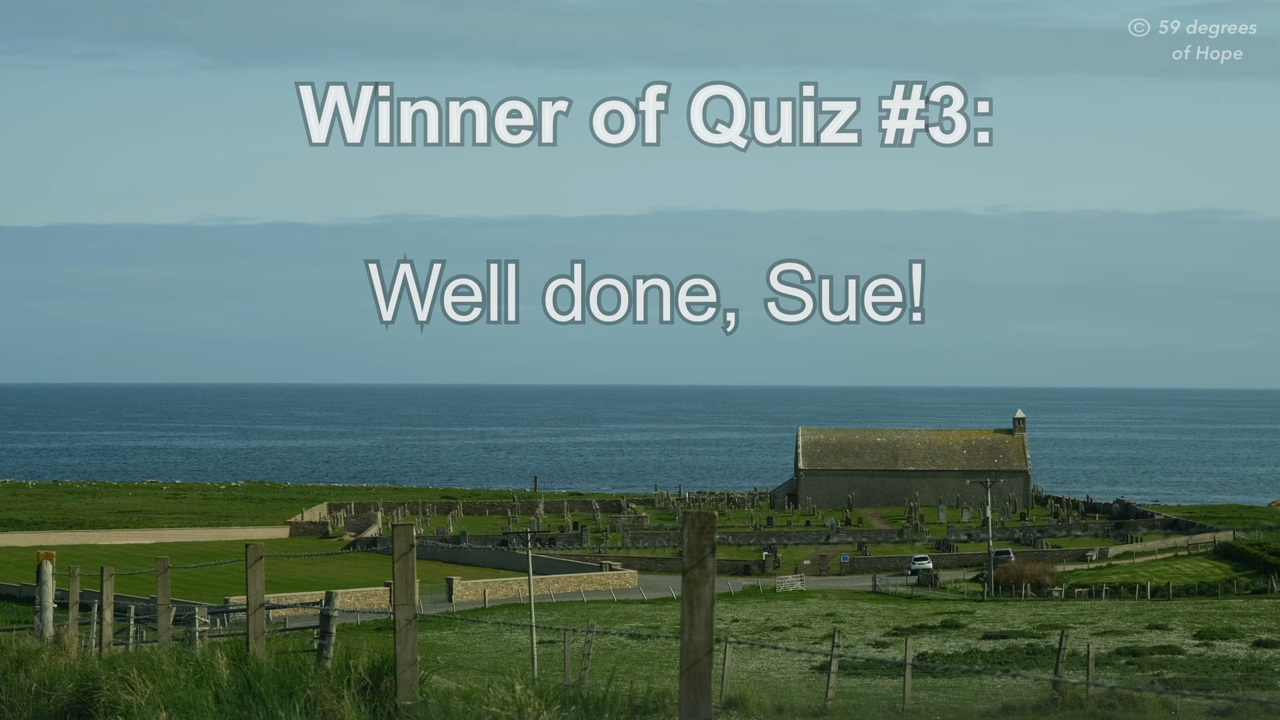 © 59 degrees
of Hope
Winner of Quiz #3:
Well done, Sue!